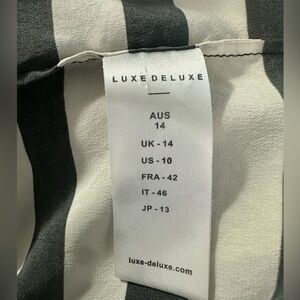 LUXE DELUXE
AUS
14
UK - 14
US - 10
FRA - 42
IT - 46
JP - 13
luxe-deluxe.com